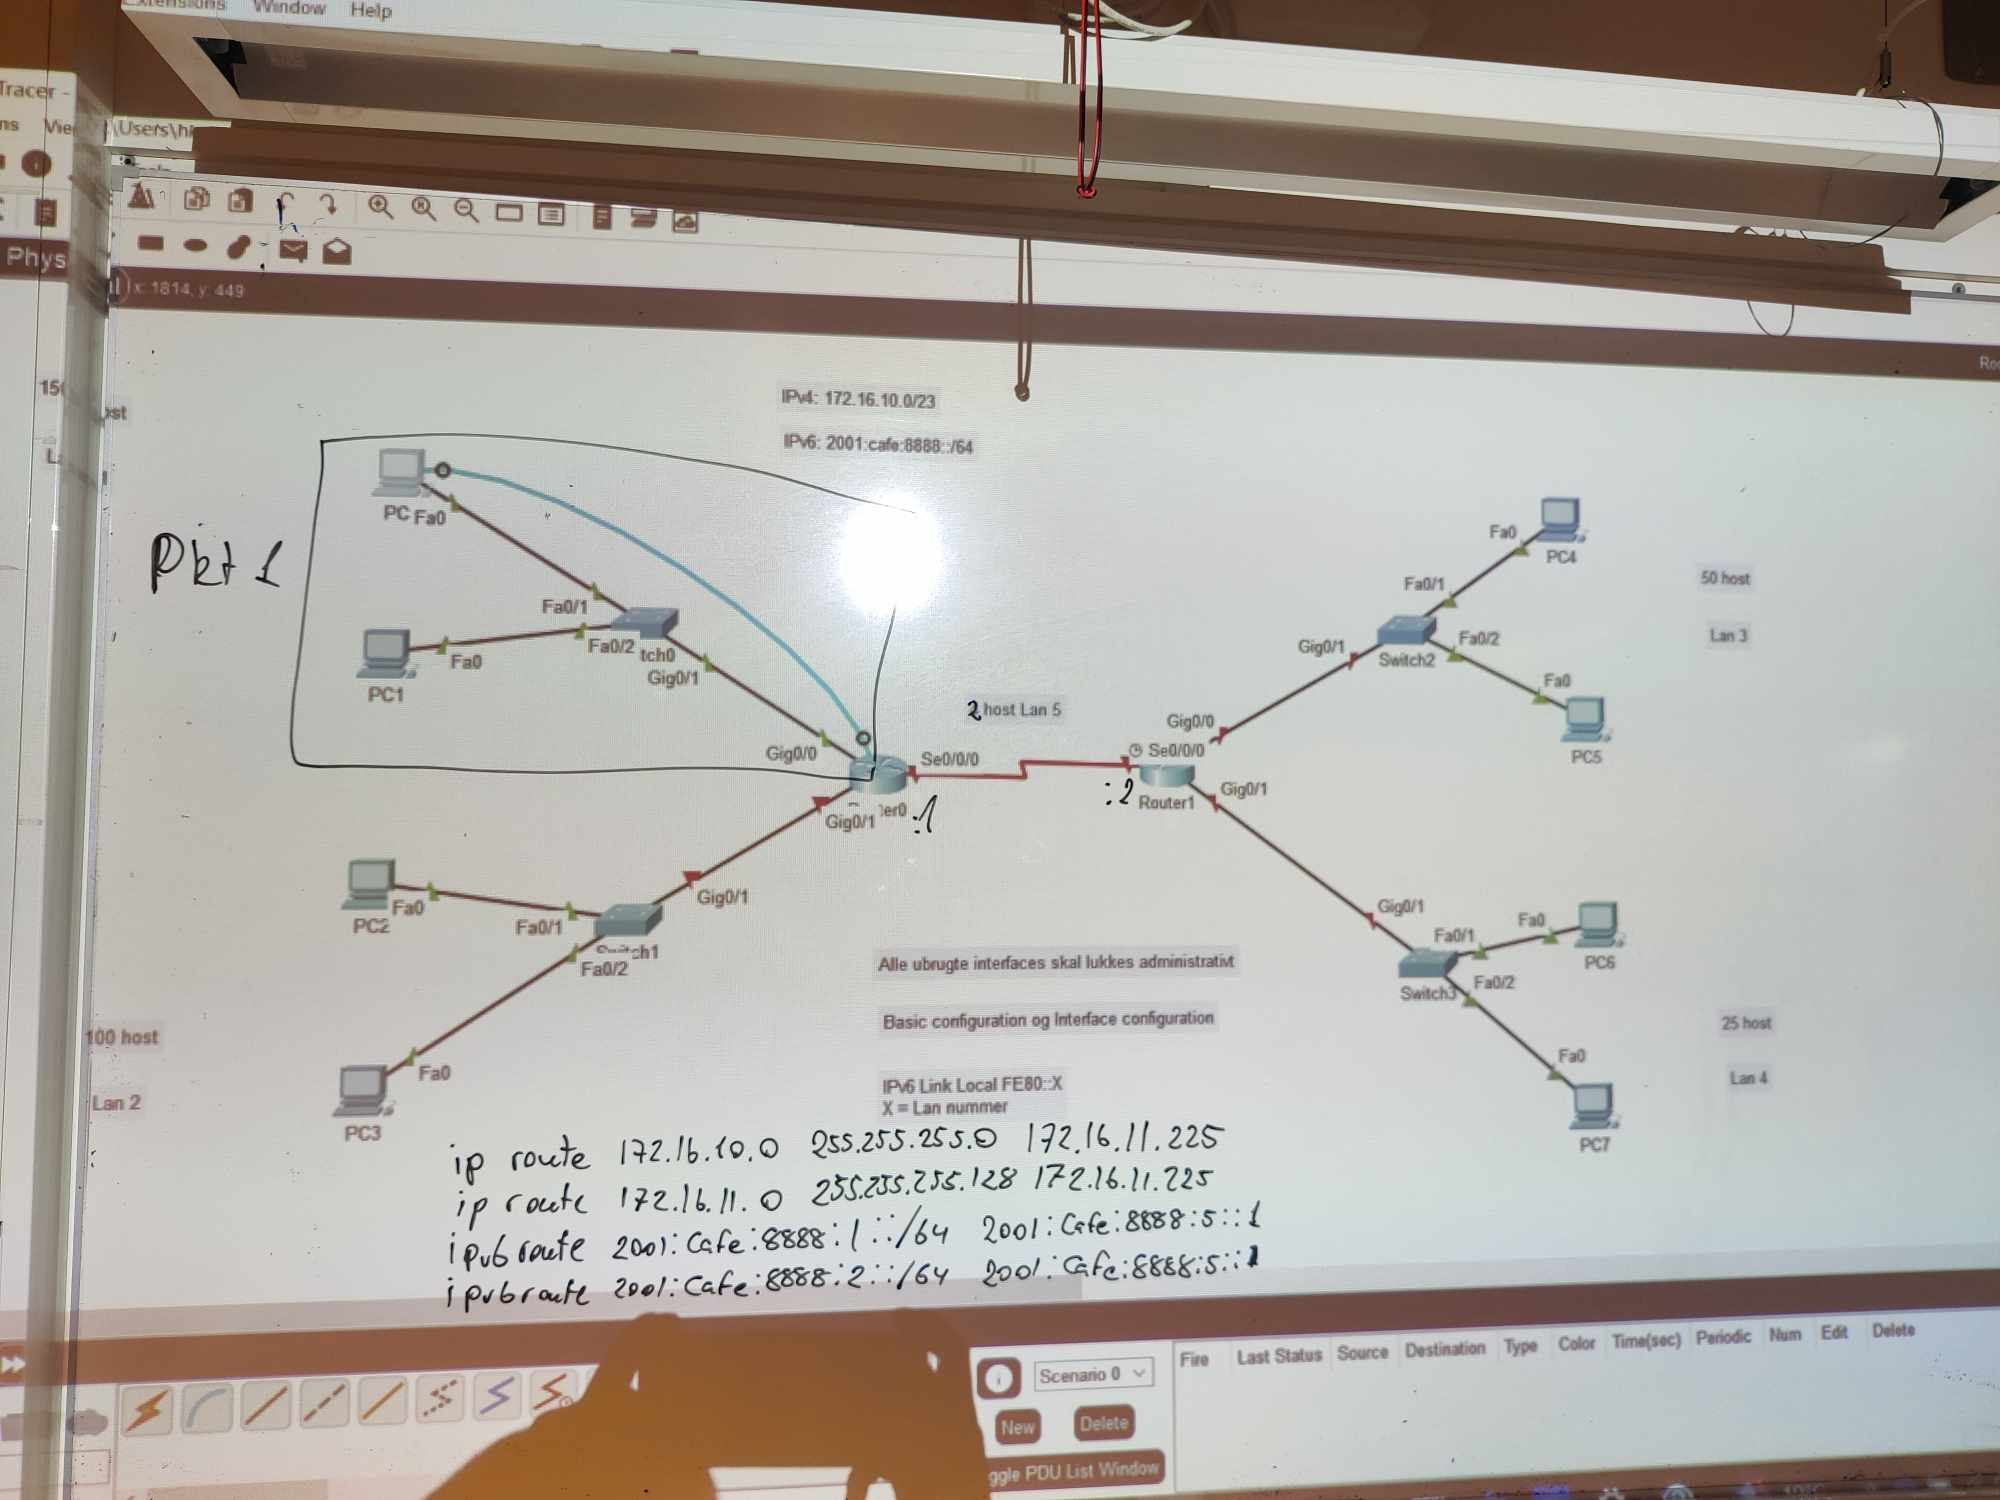 Window Help
Tracer -
\Users\h
Phys
x: 1814, y: 449
IPv4: 172.16.10.0/23
IPv6: 2001:cafe:8888::/64
Pkt 1
PC Fa0
Fa0/1
PC1
Fa0
Fa0/2
tch0
Gig0/1
Gig0/0
2 host Lan 5
Se0/0/0
:1
Gig0/1
er0
Se0/0/0
:2
Router1
Gig0/0
Gig0/1
Gig0/1
Switch2
Fa0/1
Fa0
PC4
Fa0/2
Fa0
PC5
50 host
Lan 3
PC2
Fa0
Fa0/1
Gig0/1
Fa0/2
PC3
Fa0
100 host
Lan 2
Gig0/1
Switch3
Fa0/1
Fa0
PC6
Fa0/2
Fa0
PC7
25 host
Lan 4
Alle ubrugte interfaces skal lukkes administrativt
Basic configuration og Interface configuration
IPv6 Link Local FE80::X
X = Lan nummer
ip route 172.16.10.0 255.255.255.0 172.16.11.225
ip route 172.16.11.0 255.255.255.128 172.16.11.225
ipv6 route 2001:Cafe:8888:1::/64 2001:Cafe:8888:5::1
ipv6 route 2001:Cafe:8888:2::/64 2001:Cafe:8888:5::1
Fire Last Status Source Destination Type Color Time(sec) Periodic Num Edit Delete
Scenario 0
New Delete
ggle PDU List Window